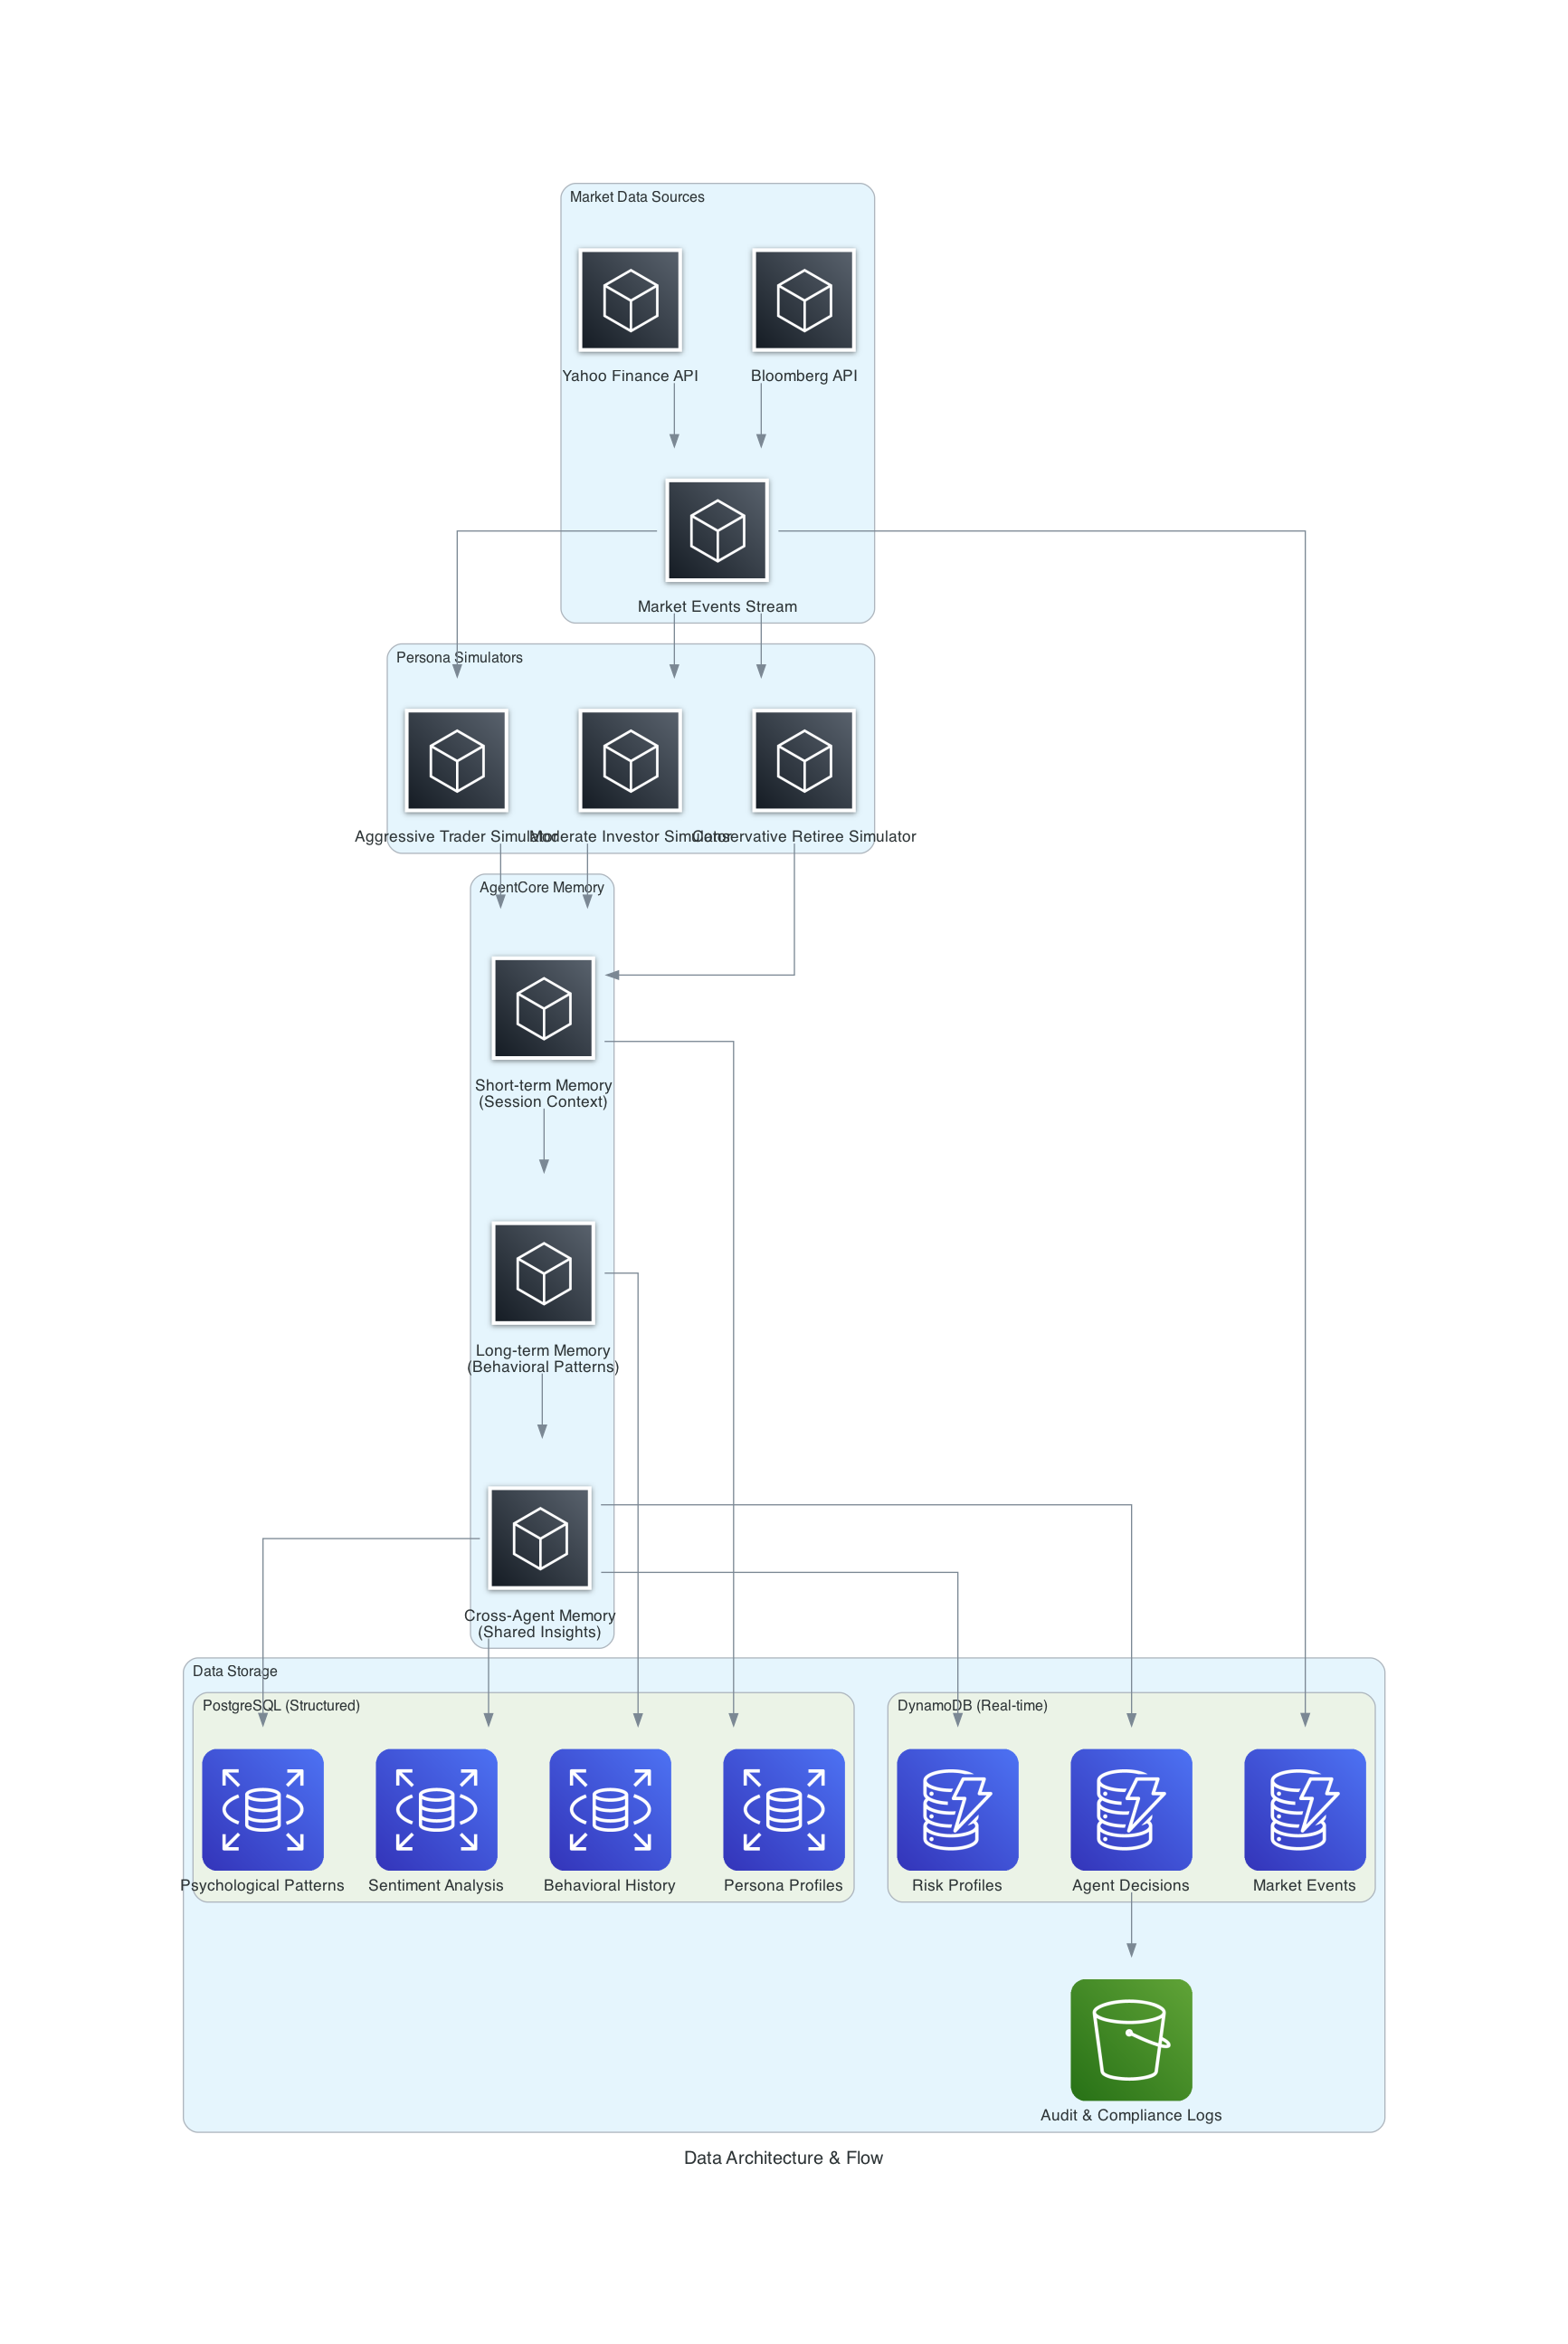 Market Data Sources
Yahoo Finance API
Bloomberg API
Market Events Stream
Persona Simulators
Aggressive Trader Simulator
Moderate Investor Simulator
Conservative Retiree Simulator
AgentCore Memory
Short-term Memory
(Session Context)
Long-term Memory
(Behavioral Patterns)
Cross-Agent Memory
(Shared Insights)
Data Storage
PostgreSQL (Structured)
DynamoDB (Real-time)
Psychological Patterns
Sentiment Analysis
Behavioral History
Persona Profiles
Risk Profiles
Agent Decisions
Market Events
Audit & Compliance Logs
Data Architecture & Flow